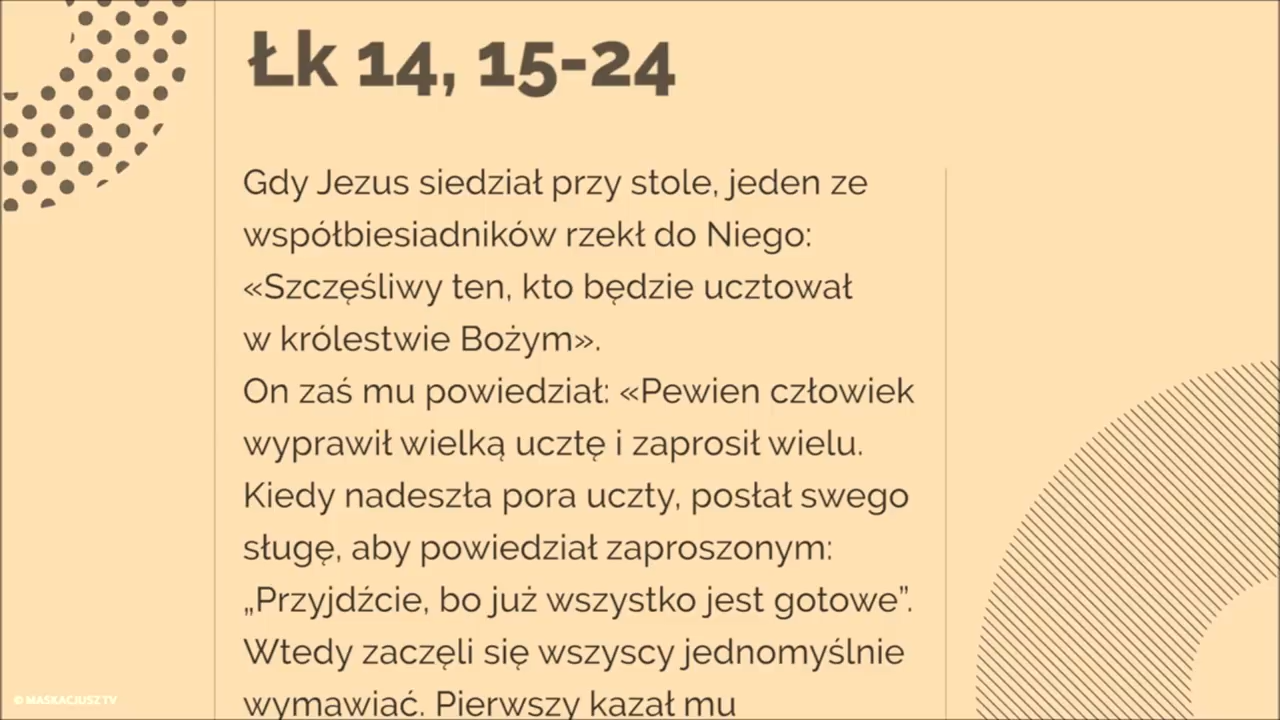 Łk 14, 15-24
Gdy Jezus siedział przy stole, jeden ze
współbiesiadników rzekł do Niego:
«Szczęśliwy ten, kto będzie ucztował
w królestwie Bożym».
On zaś mu powiedział: «Pewien człowiek
wyprawił wielką ucztę i zaprosił wielu.
Kiedy nadeszła pora uczty, posłał swego
sługę, aby powiedział zaproszonym:
„Przyjdźcie, bo już wszystko jest gotowe”.
Wtedy zaczęli się wszyscy jednomyślnie
wymawiać. Pierwszy kazał mu
© MASKACJUSZ TV